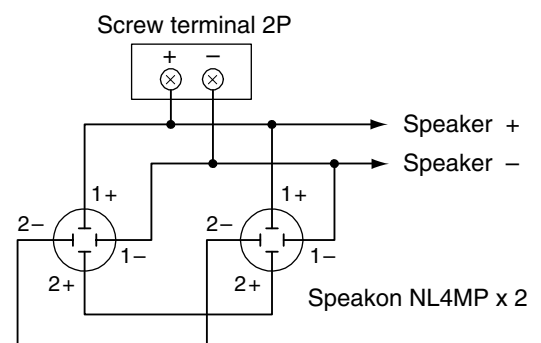 Screw terminal 2P
+ −
Speaker +
Speaker −
1+ 1+
2− 2−
1− 1−
2+ 2+
Speakon NL4MP x 2